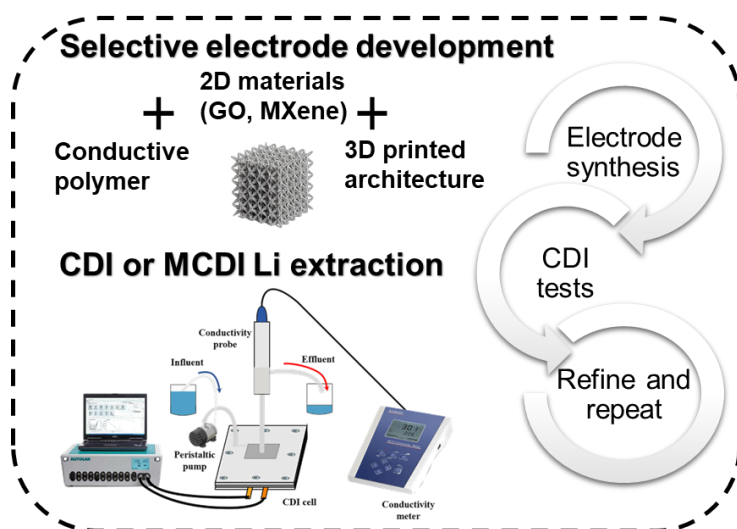 Selective electrode development
2D materials
(GO, MXene)
+
+
Conductive
polymer
3D printed
architecture
Electrode
synthesis
CDI
tests
Refine and
repeat
CDI or MCDI Li extraction
Conductivity
probe
Influent
Effluent
Peristaltic
pump
AUTOLAB
CDI cell
Conductivity
meter